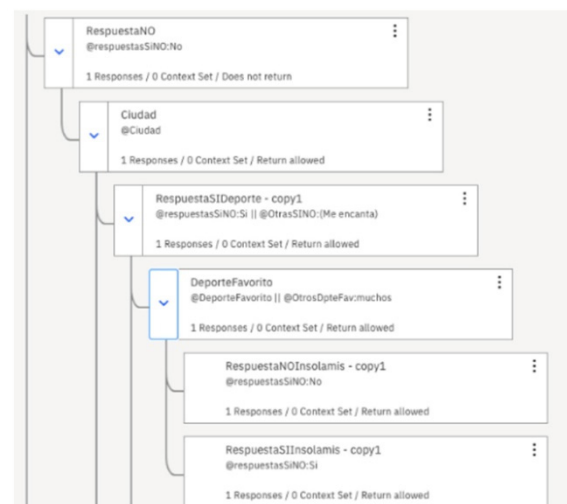 RespuestaNO
@respuestasSiNO:No
1 Responses / 0 Context Set / Does not return
Ciudad
@Ciudad
1 Responses / 0 Context Set / Return allowed
RespuestaSIDeporte - copy1
@respuestasSiNO:Si || @OtrasSINO:(Me encanta)
1 Responses / 0 Context Set / Return allowed
DeporteFavorito
@DeporteFavorito || @OtrosDpteFav:muchos
1 Responses / 0 Context Set / Return allowed
RespuestaNOInsolamis - copy1
@respuestasSiNO:No
1 Responses / 0 Context Set / Return allowed
RespuestaSIInsolamis - copy1
@respuestasSiNO:Si
1 Responses / 0 Context Set / Return allowed